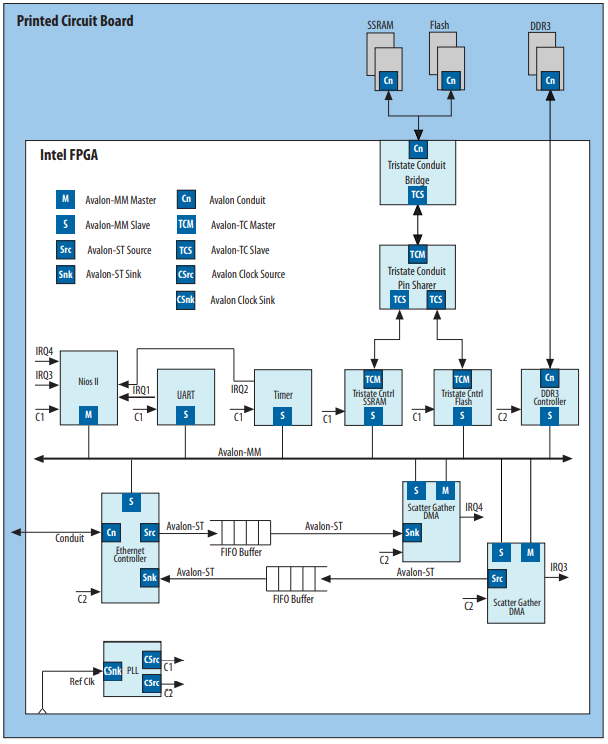 Printed Circuit Board
SSRAM
Flash
DDR3
Cn
Cn
Cn
Intel FPGA
Cn
Tristate Conduit
Bridge
TCS
M Avalon-MM Master
Cn Avalon Conduit
S Avalon-MM Slave
TCM Avalon-TC Master
Src Avalon-ST Source
TCS Avalon-TC Slave
Snk Avalon-ST Sink
CSrc Avalon Clock Source
CSnk Avalon Clock Sink
TCM
Tristate Conduit
Pin Sharer
TCS
TCS
IRQ4
IRQ3
C1
Nios II
M
IRQ1
C1
UART
S
IRQ2
C1
Timer
S
C1
TCM
Tristate Cntrl
SSRAM
S
C1
TCM
Tristate Cntrl
Flash
S
C2
Cn
DDR3
Controller
S
Avalon-MM
S
Cn
Src
Ethernet
Controller
Snk
Conduit
C2
Avalon-ST
FIFO Buffer
Avalon-ST
S
M
Scatter Gather
DMA
Snk
IRQ4
C2
Avalon-ST
FIFO Buffer
Avalon-ST
S
M
Src
IRQ3
C2
Scatter Gather
DMA
CSnk
PLL
CSrc
C1
CSrc
C2
Ref Clk